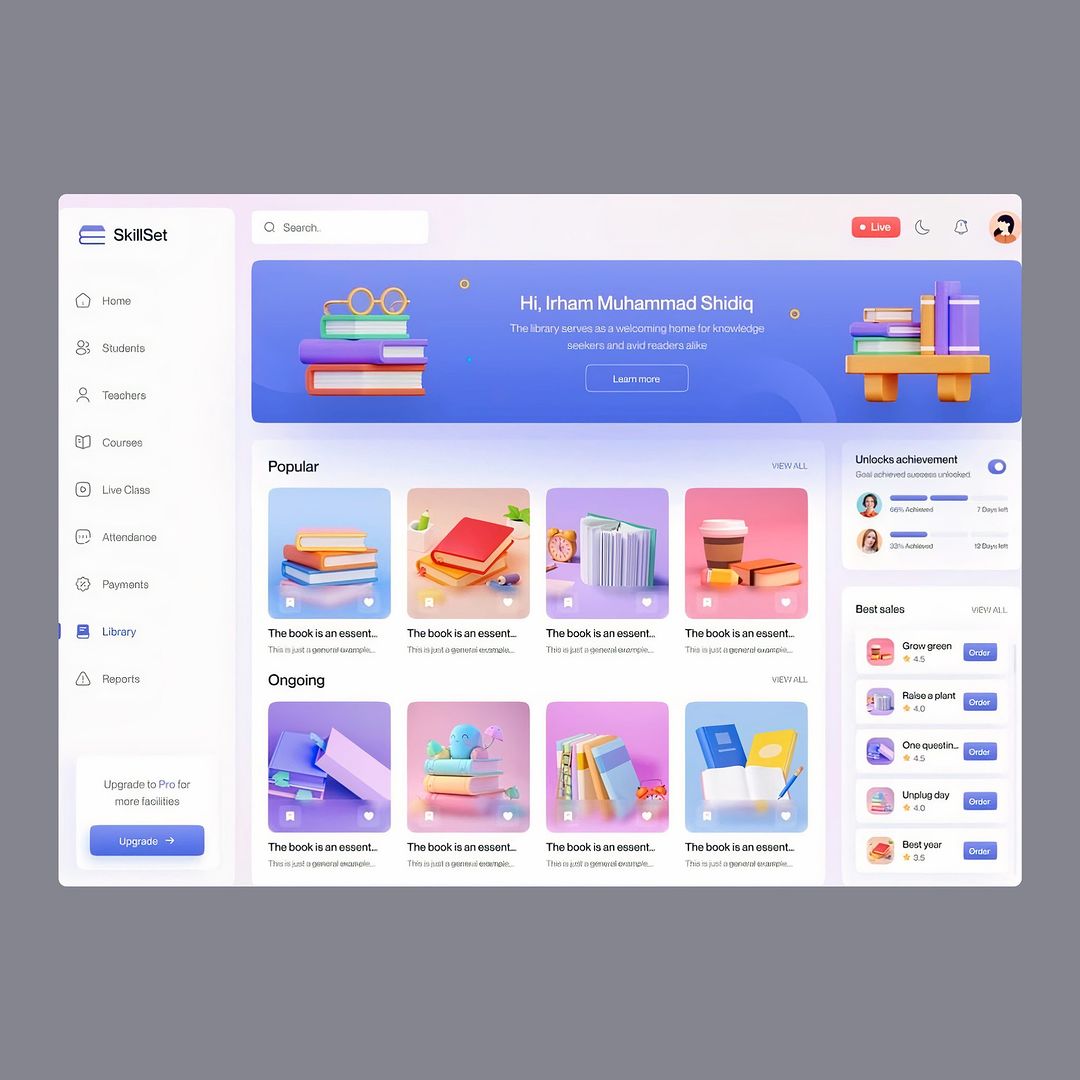 SkillSet
Home
Students
Teachers
Courses
Live Class
Attendance
Payments
Library
Reports
Upgrade to Pro for
more facilities
Upgrade
Search..
Live
Hi, Irham Muhammad Shidiq
The library serves as a welcoming home for knowledge
seekers and avid readers alike
Learn more
Popular
VIEW ALL
The book is an essent...
This is just a general example...
The book is an essent...
This is just a general example...
The book is an essent...
This is just a general example...
The book is an essent...
This is just a general example...
Ongoing
VIEW ALL
The book is an essent...
This is just a general example...
The book is an essent...
This is just a general example...
The book is an essent...
This is just a general example...
The book is an essent...
This is just a general example...
Unlocks achievement
Goal achieved success unlocked.
66% Achieved
7 Days left
33% Achieved
12 Days left
Best sales
VIEW ALL
Grow green
4.5
Order
Raise a plant
4.0
Order
One questin...
4.5
Order
Unplug day
4.0
Order
Best year
3.5
Order